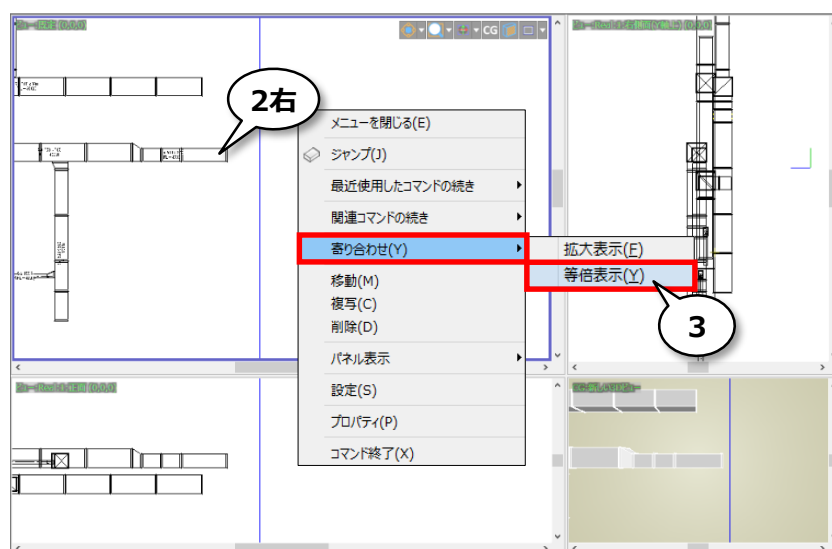 CG
2右
メニューを閉じる(E)
ジャンプ(J)
最近使用したコマンドの続き
関連コマンドの続き
寄り合わせ(Y)
拡大表示(F)
等倍表示(Y)
移動(M)
複写(C)
削除(D)
3
パネル表示
設定(S)
プロパティ(P)
コマンド終了(X)